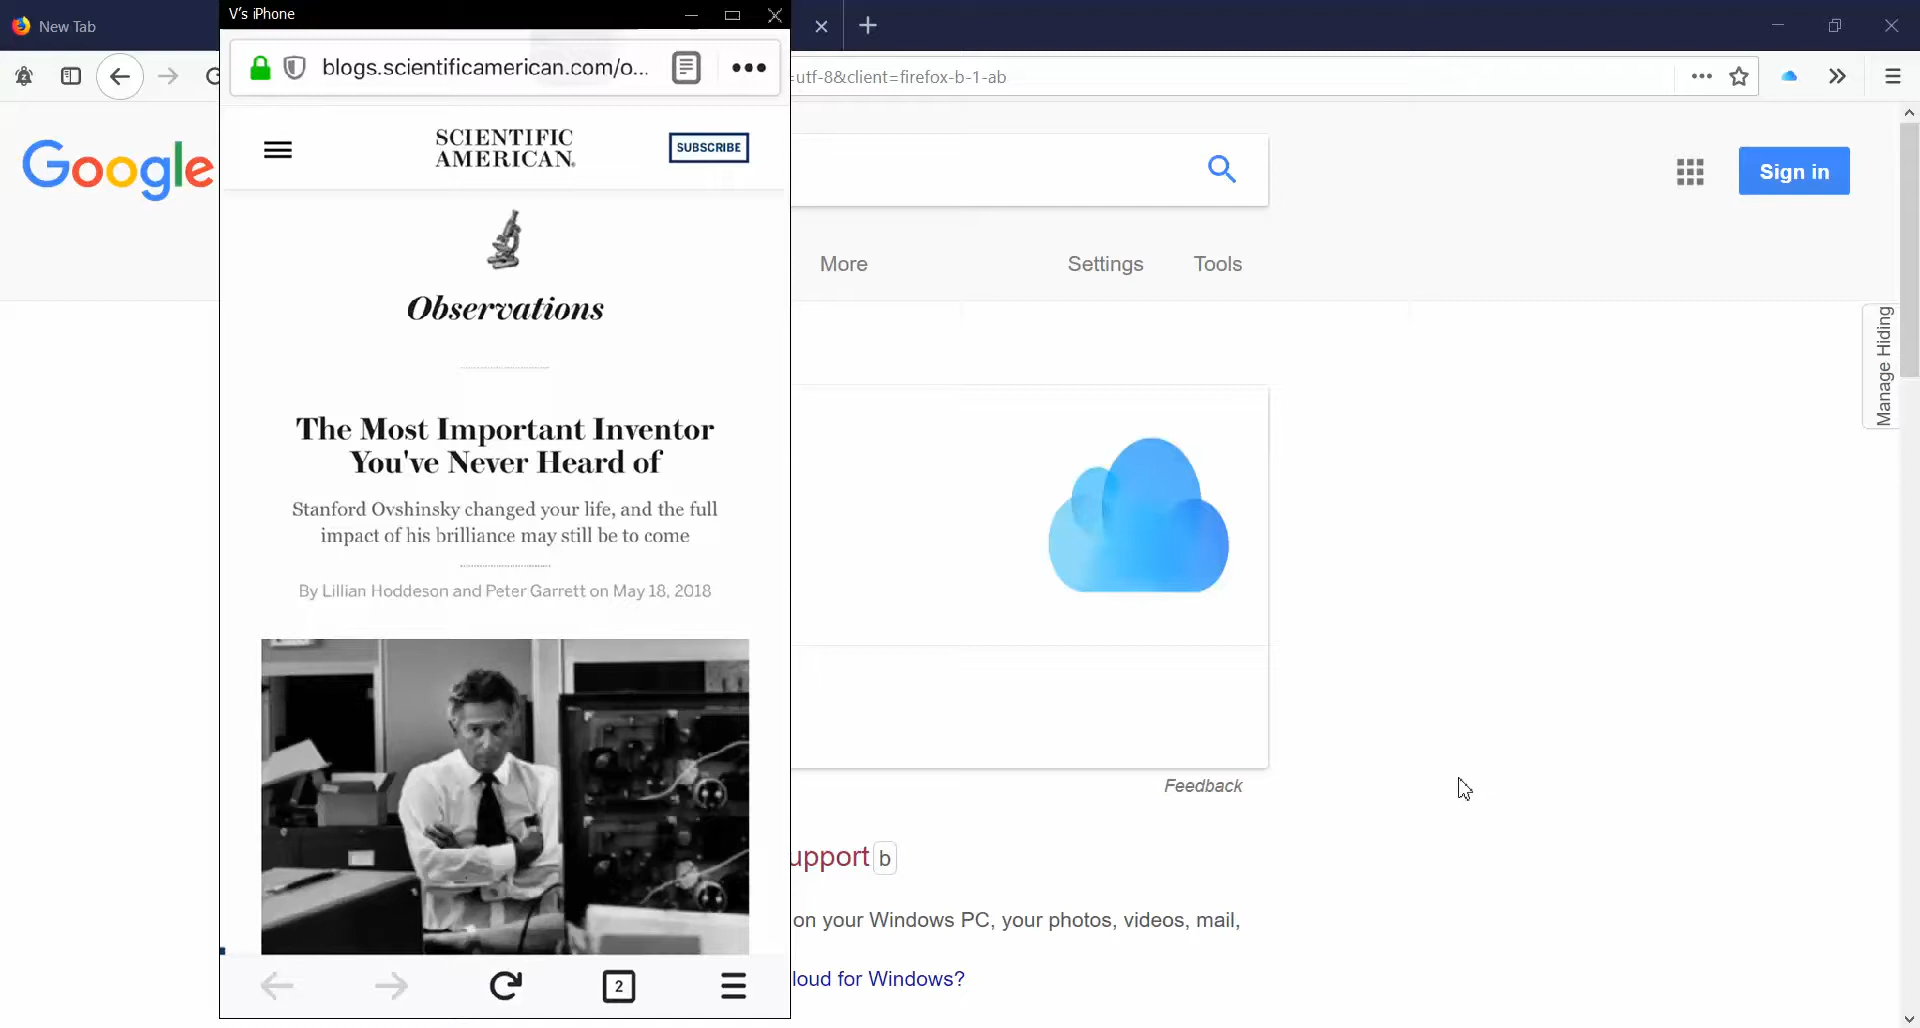 New Tab
V's iPhone
blogs.scientificamerican.com/o...
utf-8&client=firefox-b-1-ab
Google
SCIENTIFIC
AMERICAN.
SUBSCRIBE
Sign in
More
Settings
Tools
Observations
Manage Hiding
The Most Important Inventor
You've Never Heard of
Stanford Ovshinsky changed your life, and the full
impact of his brilliance may still be to come
By Lillian Hoddeson and Peter Garrett on May 18, 2018
Feedback
upport b
on your Windows PC, your photos, videos, mail,
loud for Windows?
2